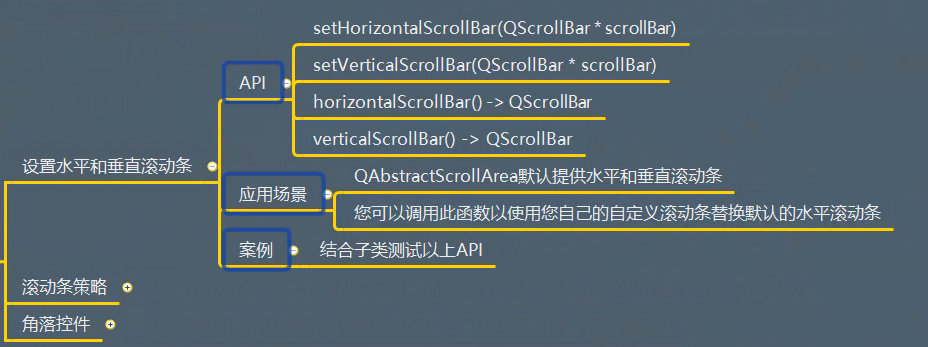 setHorizontalScrollBar(QScrollBar * scrollBar)
setVerticalScrollBar(QScrollBar * scrollBar)
API
horizontalScrollBar() -> QScrollBar
verticalScrollBar() -> QScrollBar
设置水平和垂直滚动条
QAbstractScrollArea默认提供水平和垂直滚动条
应用场景
您可以调用此函数以使用您自己的自定义滚动条替换默认的水平滚动条
案例
结合子类测试以上API
滚动条策略
角落控件